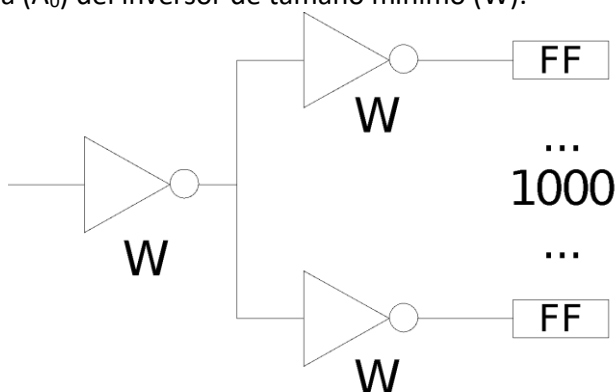 a (A₀) del inversor de tamaño mínimo (W).
FF
W
...
1000
W
...
FF
W